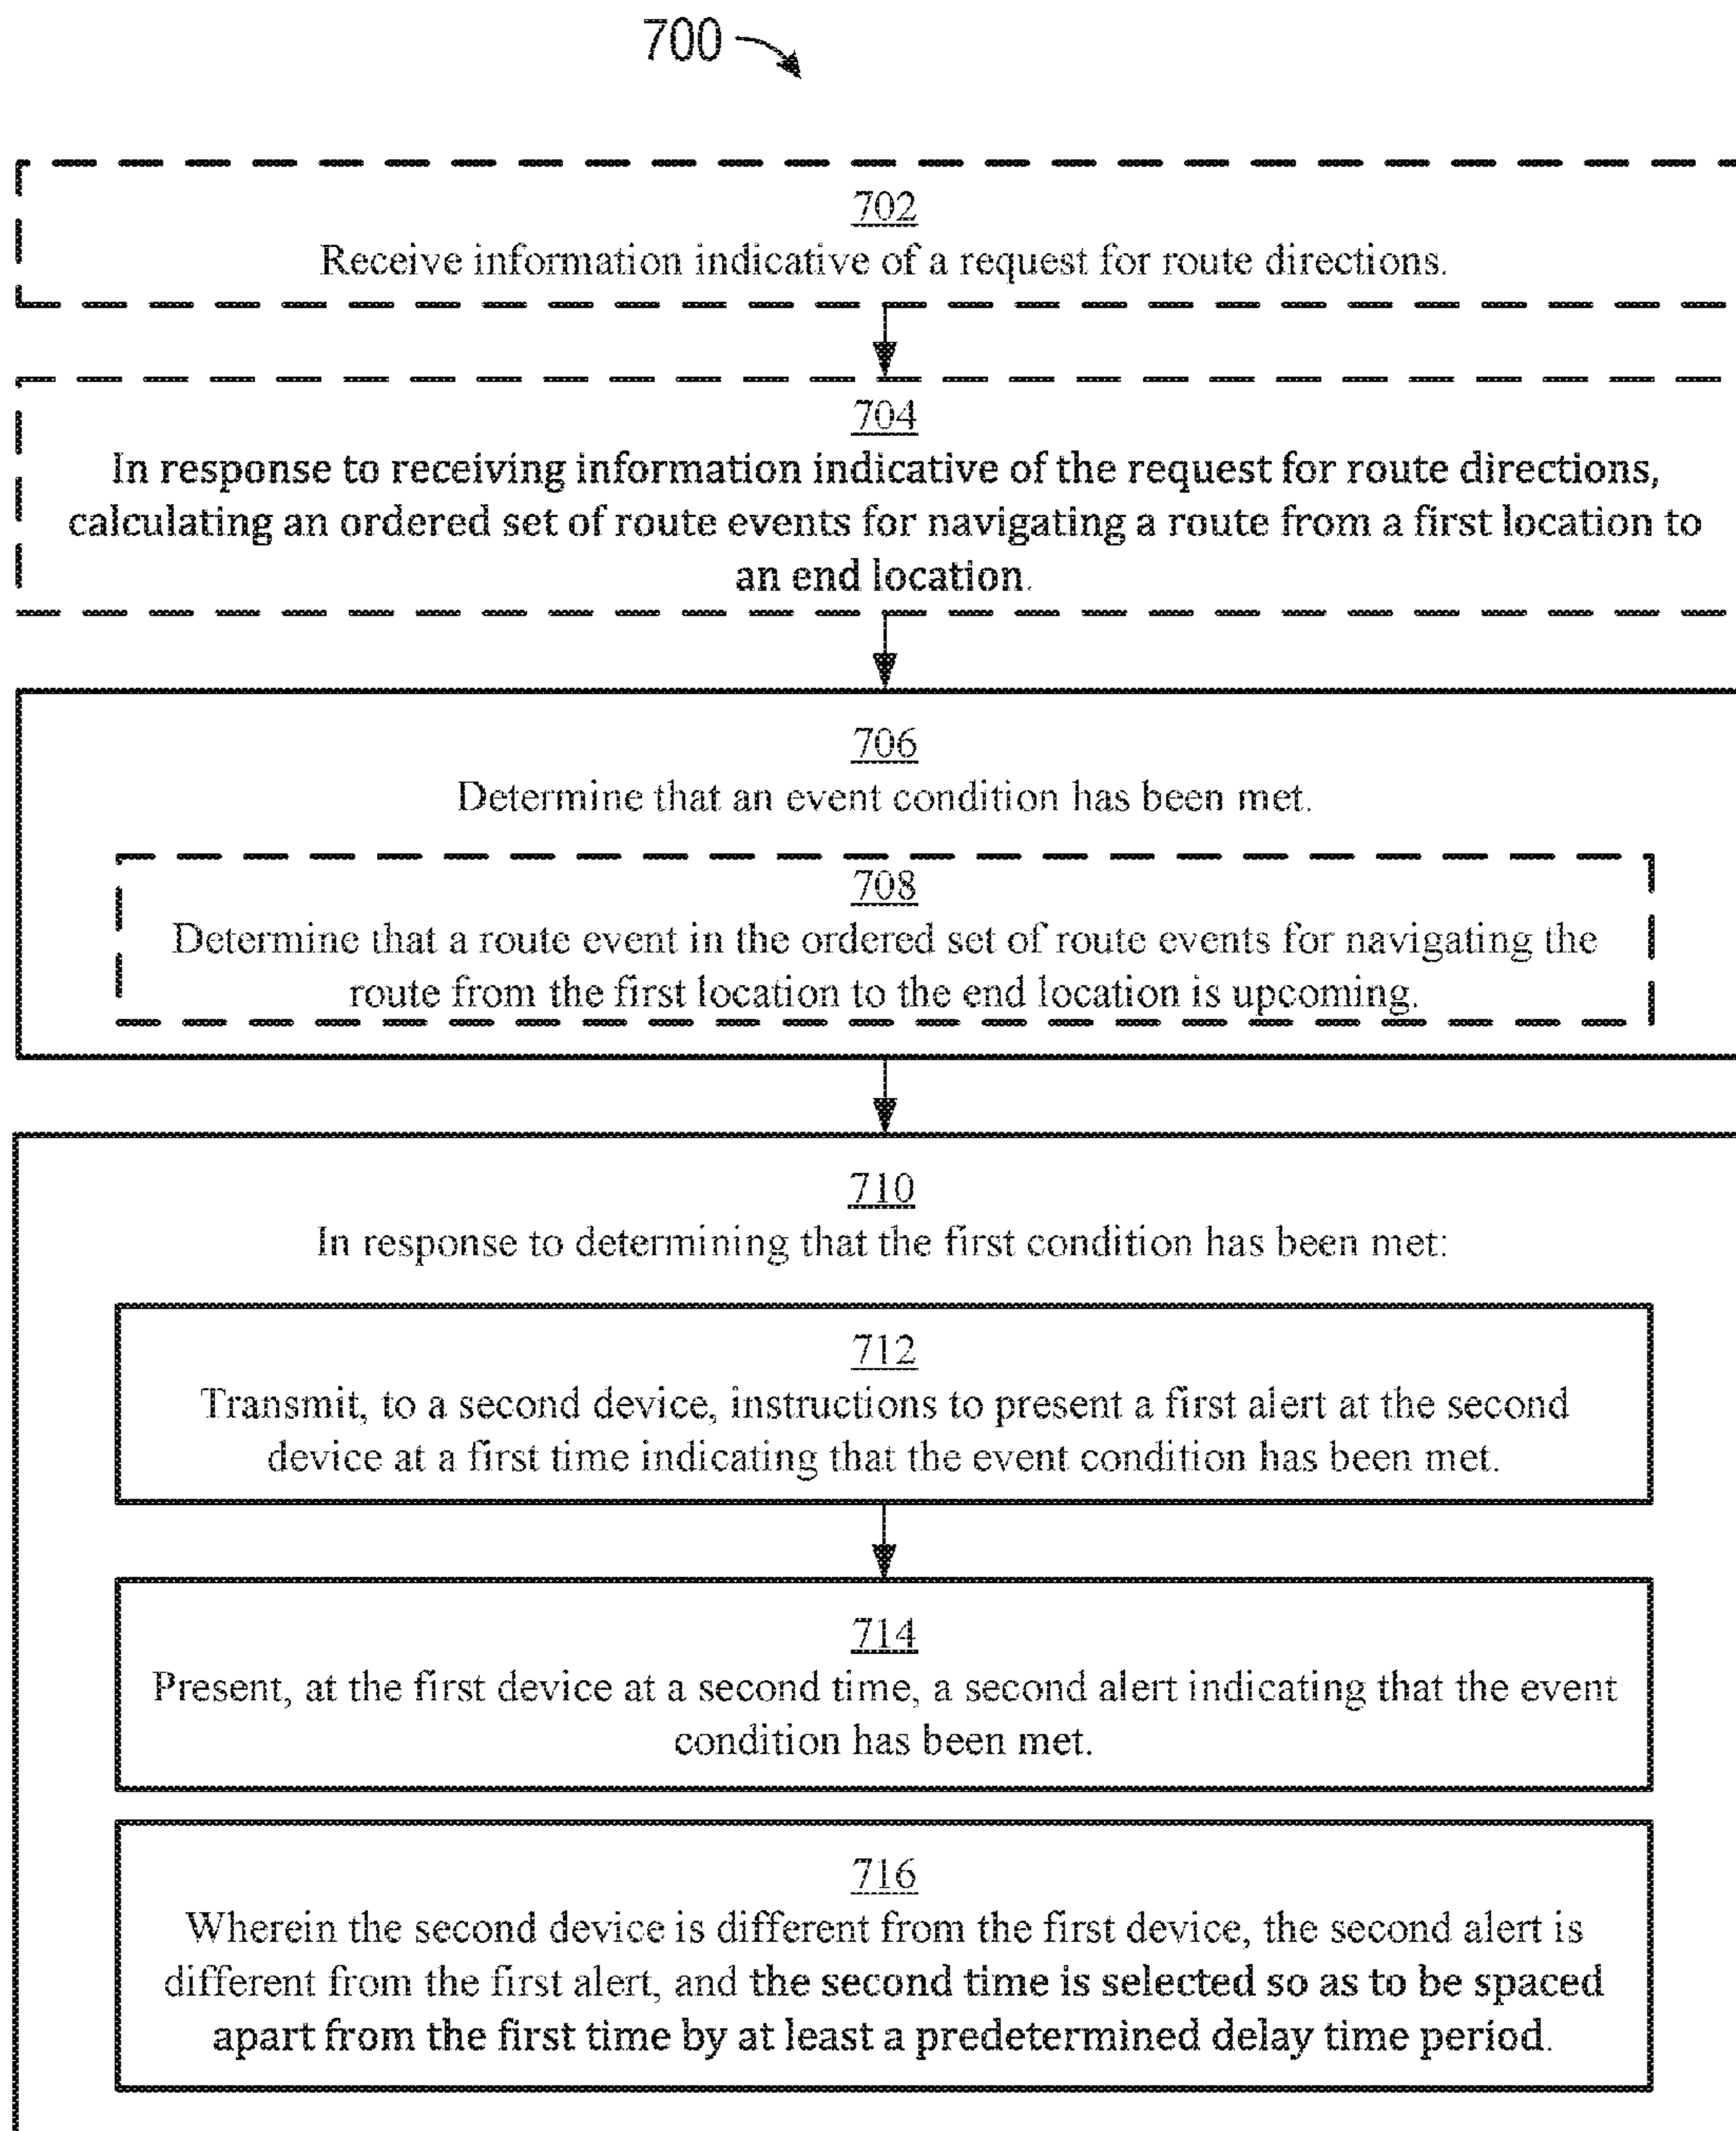 700
702
Receive information indicative of a request for route directions.
704
In response to receiving information indicative of the request for route directions,
calculating an ordered set of route events for navigating a route from a first location to
an end location.
706
Determine that an event condition has been met.
708
Determine that a route event in the ordered set of route events for navigating the
route from the first location to the end location is upcoming.
710
In response to determining that the first condition has been met:
712
Transmit, to a second device, instructions to present a first alert at the second
device at a first time indicating that the event condition has been met.
714
Present, at the first device at a second time, a second alert indicating that the event
condition has been met.
716
Wherein the second device is different from the first device, the second alert is
different from the first alert, and the second time is selected so as to be spaced
apart from the first time by at least a predetermined delay time period.